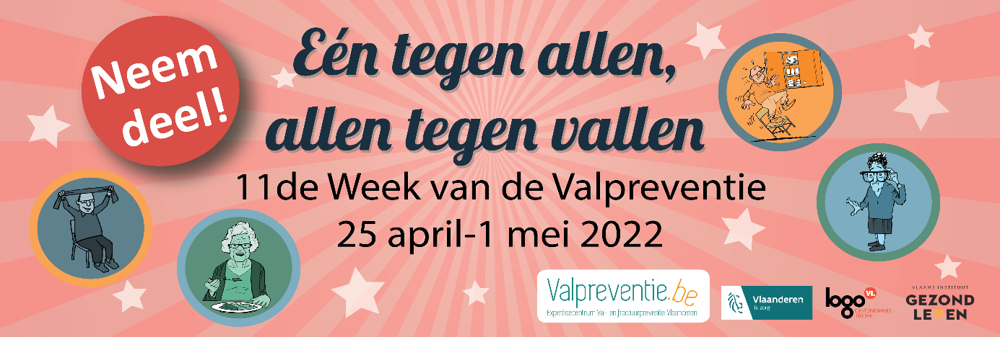 Neem
deel!
Eén tegen allen,
allen tegen vallen
11de Week van de Valpreventie
25 april-1 mei 2022
Valpreventie.be
Expertisecentrum Val- en fractuurpreventie Vlaanderen
Vlaanderen
is zorg
logo VL
GEZONDHEID
TROEF
VLAAMS INSTITUUT
GEZOND
LEVEN